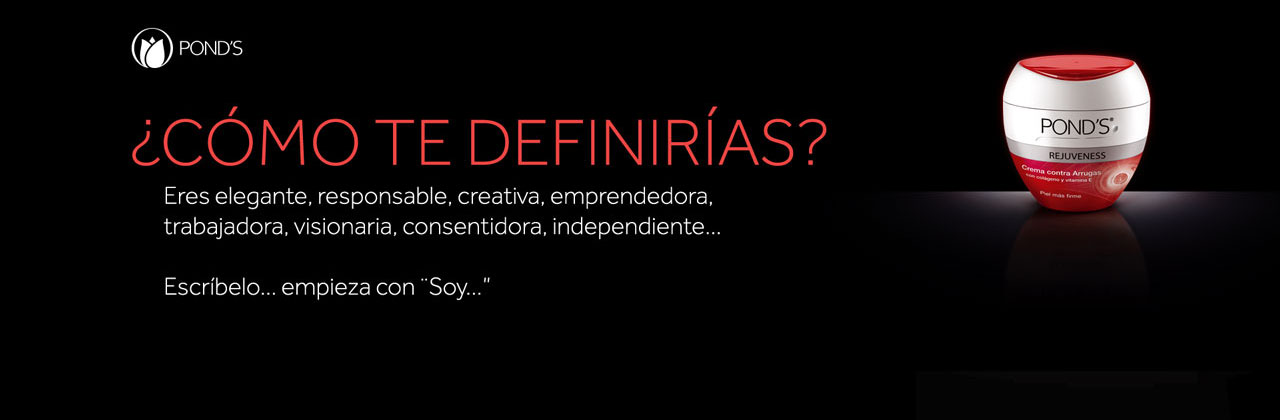 POND'S
¿CÓMO TE DEFINIRÍAS?
Eres elegante, responsable, creativa, emprendedora,
trabajadora, visionaria, consentidora, independiente...
Escríbelo... empieza con ¨Soy..."
POND'S
REJUVENESS
Crema contra Arrugas
con colágeno y vitamina E
Piel más firme